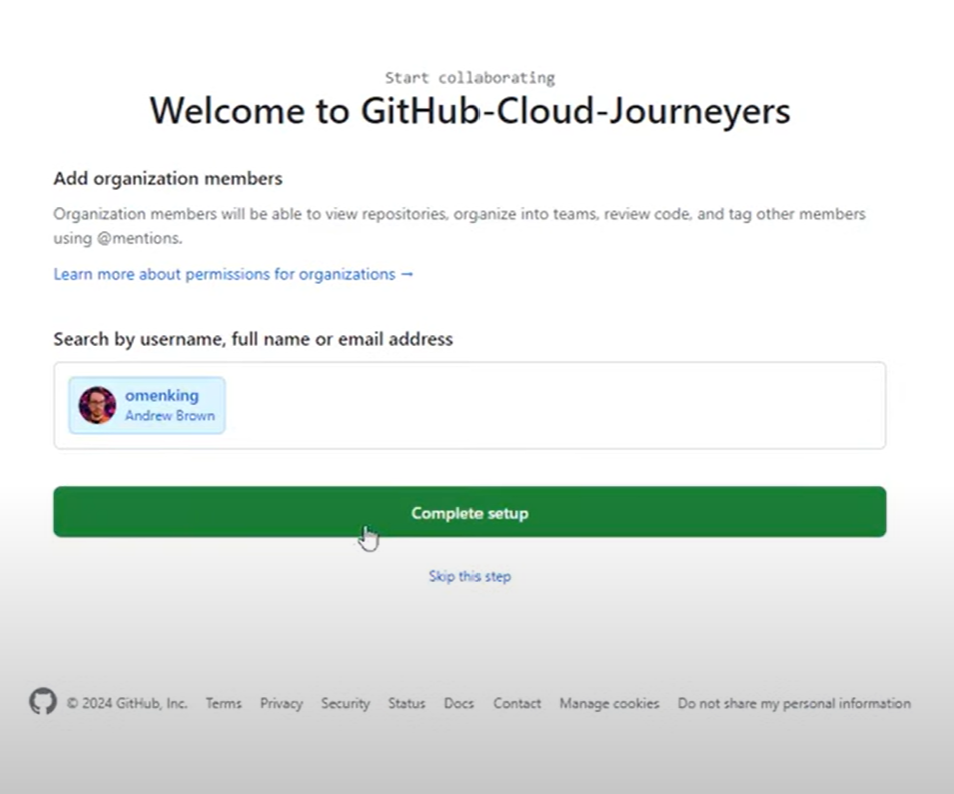 Start collaborating
Welcome to GitHub-Cloud-Journeyers
Add organization members
Organization members will be able to view repositories, organize into teams, review code, and tag other members
using @mentions.
Learn more about permissions for organizations →
Search by username, full name or email address
omenking
Andrew Brown
Complete setup
Skip this step
© 2024 GitHub, Inc. Terms Privacy Security Status Docs Contact Manage cookies Do not share my personal information